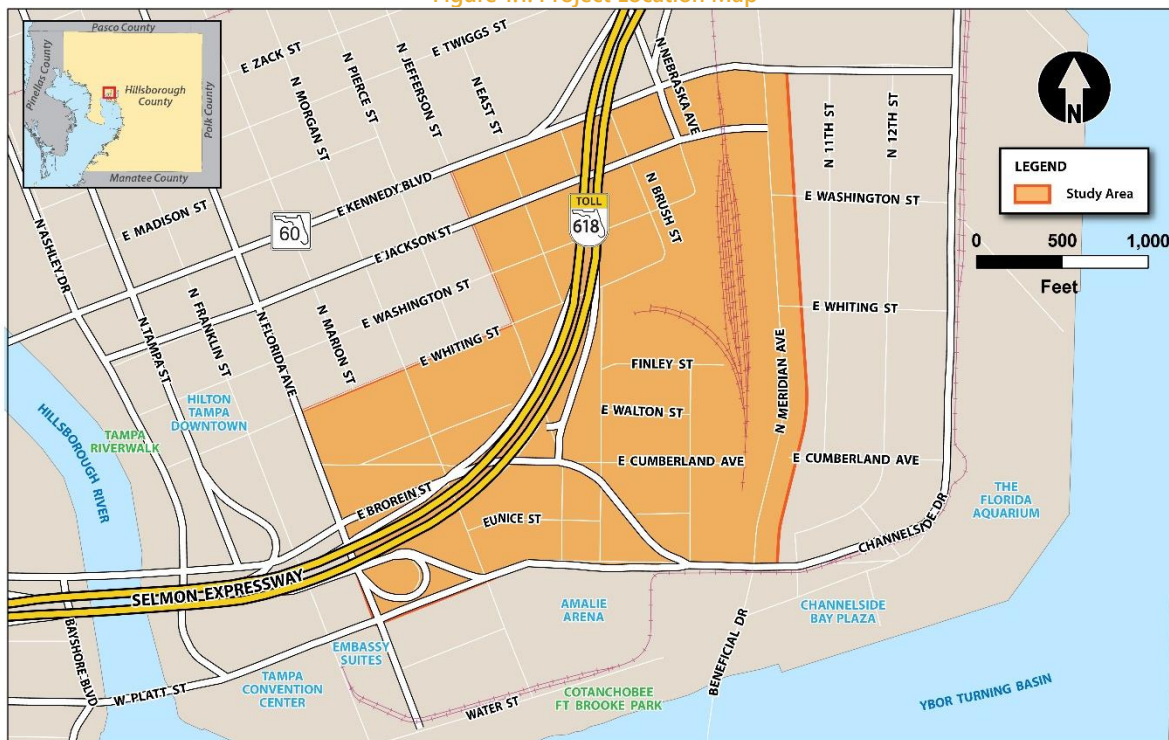 Figure 1.1: Project Location Map
Pasco County
Pinellas County
Hillsborough
County
Polk County
Manatee County
E ZACK ST
N MORGAN ST
N PIERCE ST
N JEFFERSON ST
E TWIGGS ST
N EAST ST
N NEBRASKA AVE
N 11TH ST
N 12TH ST
N
LEGEND
Study Area
0 500 1,000
Feet
E MADISON ST
60
E KENNEDY BLVD
TOLL
618
N BRUSH ST
E WASHINGTON ST
N ASHLEY DR
E JACKSON ST
N TAMPA ST
N FRANKLIN ST
N FLORIDA AVE
N MARION ST
E WASHINGTON ST
E WHITING ST
E WHITING ST
N MERIDIAN AVE
FINLEY ST
E WALTON ST
HILTON
TAMPA
DOWNTOWN
TAMPA
RIVERWALK
HILLSBOROUGH RIVER
E CUMBERLAND AVE
E CUMBERLAND AVE
E BROREIN ST
EUNICE ST
CHANNELSIDE DR
THE
FLORIDA
AQUARIUM
SELMON EXPRESSWAY
BAYSHORE BLVD
W PLATT ST
TAMPA
CONVENTION
CENTER
EMBASSY
SUITES
AMALIE
ARENA
CHANNELSIDE
BAY PLAZA
BENEFICIAL DR
WATER ST
COTANCHOBEE
FT BROOKE PARK
YBOR TURNING BASIN